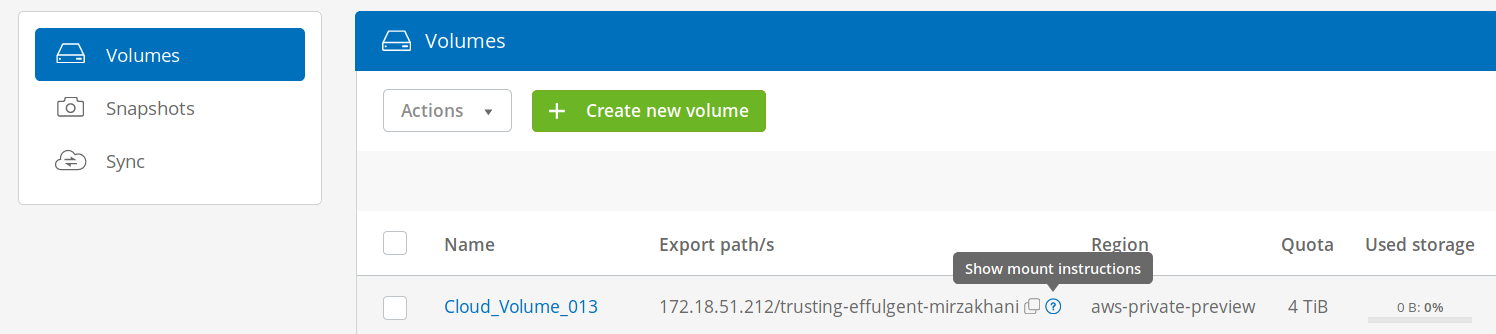 Volumes
Snapshots
Sync
Volumes
Actions
Create new volume
Name Export path/s Region Quota Used storage
Show mount instructions
Cloud_Volume_013 172.18.51.212/trusting-effulgent-mirzakhani aws-private-preview 4 TiB 0 B: 0%